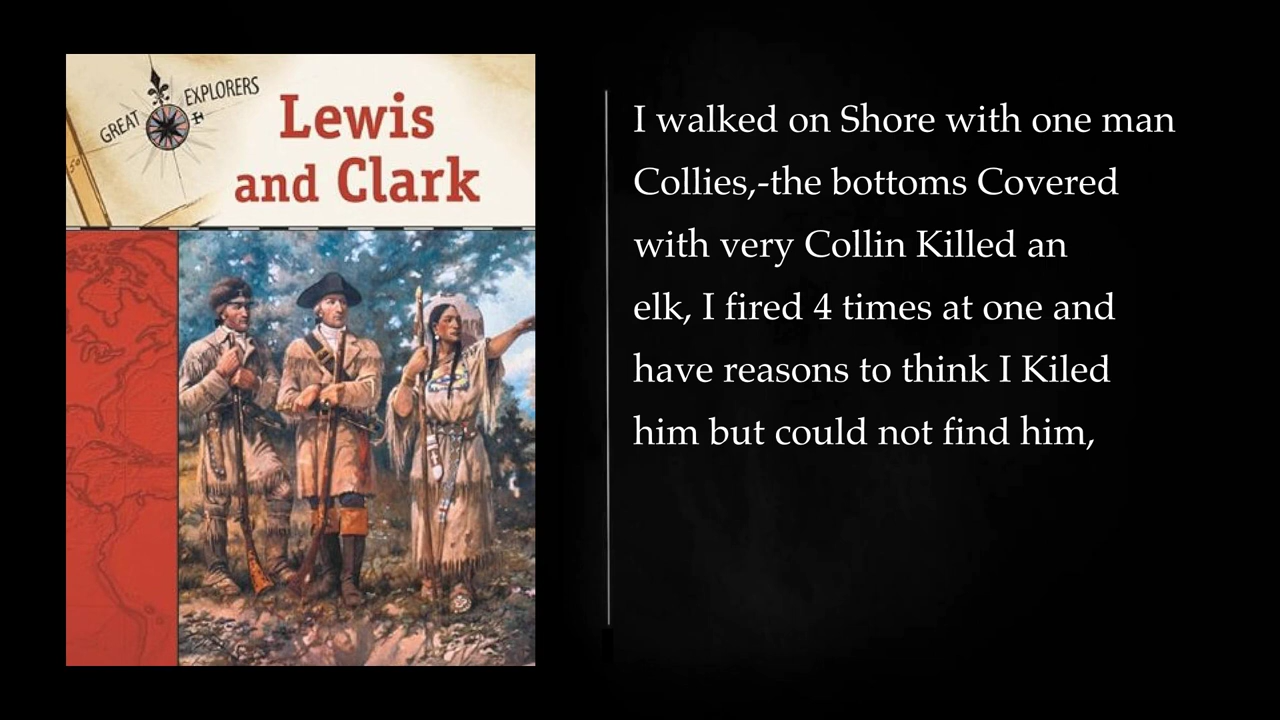 GREAT EXPLORERS
Lewis
and Clark
50
I walked on Shore with one man
Collies,-the bottoms Covered
with very Collin Killed an
elk, I fired 4 times at one and
have reasons to think I Kiled
him but could not find him,